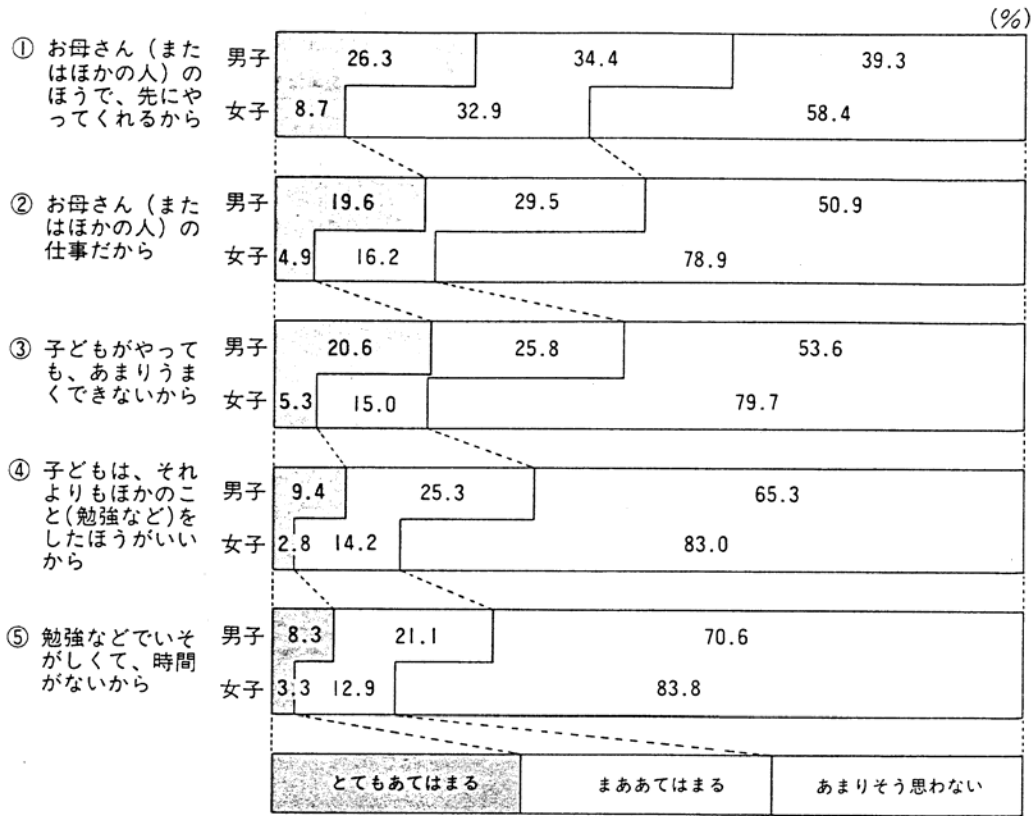 (%)
① お母さん(また
はほかの人)の
ほうで、先にや
ってくれるから
男子 26.3 34.4 39.3
女子 8.7 32.9 58.4
② お母さん(また
はほかの人)の
仕事だから
男子 19.6 29.5 50.9
女子 4.9 16.2 78.9
③ 子どもがやって
も、あまりうま
くできないから
男子 20.6 25.8 53.6
女子 5.3 15.0 79.7
④ 子どもは、それ
よりもほかのこ
と(勉強など)を
したほうがいい
から
男子 9.4 25.3 65.3
女子 2.8 14.2 83.0
⑤ 勉強などでいそ
がしくて、時間
がないから
男子 8.3 21.1 70.6
女子 3.3 12.9 83.8
とてもあてはまる まああてはまる あまりそう思わない